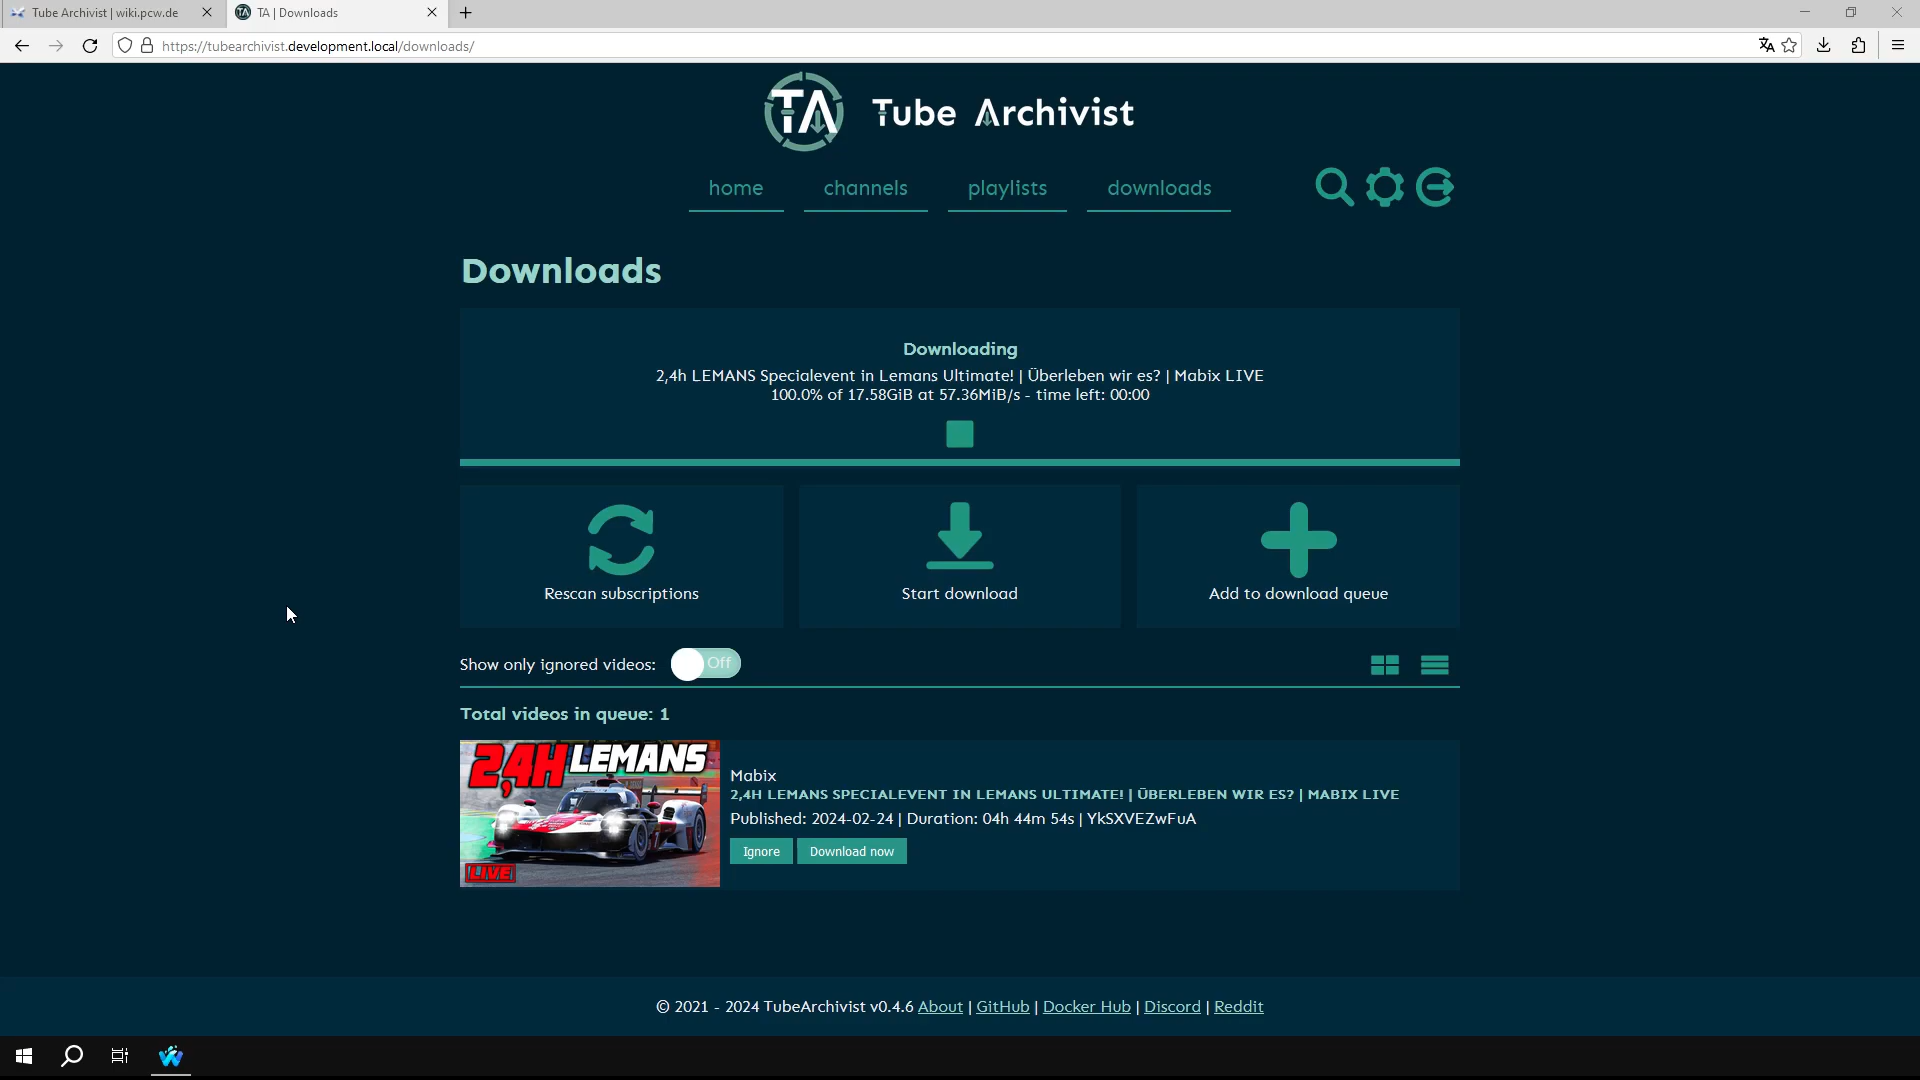 Tube Archivist | wiki.pcw.de
TA | Downloads
https://tubearchivist.development.local/downloads/
TA Tube Archivist
home channels playlists downloads
Downloads
Downloading
2,4h LEMANS Specialevent in Lemans Ultimate! | Überleben wir es? | Mabix LIVE
100.0% of 17.58GiB at 57.36MiB/s - time left: 00:00
Rescan subscriptions
Start download
Add to download queue
Show only ignored videos: Off
Total videos in queue: 1
2,4H LEMANS
LIVE
Mabix
2,4H LEMANS SPECIALEVENT IN LEMANS ULTIMATE! | ÜBERLEBEN WIR ES? | MABIX LIVE
Published: 2024-02-24 | Duration: 04h 44m 54s | YkSXVEZwFuA
Ignore Download now
© 2021 - 2024 TubeArchivist v0.4.6 About | GitHub | Docker Hub | Discord | Reddit